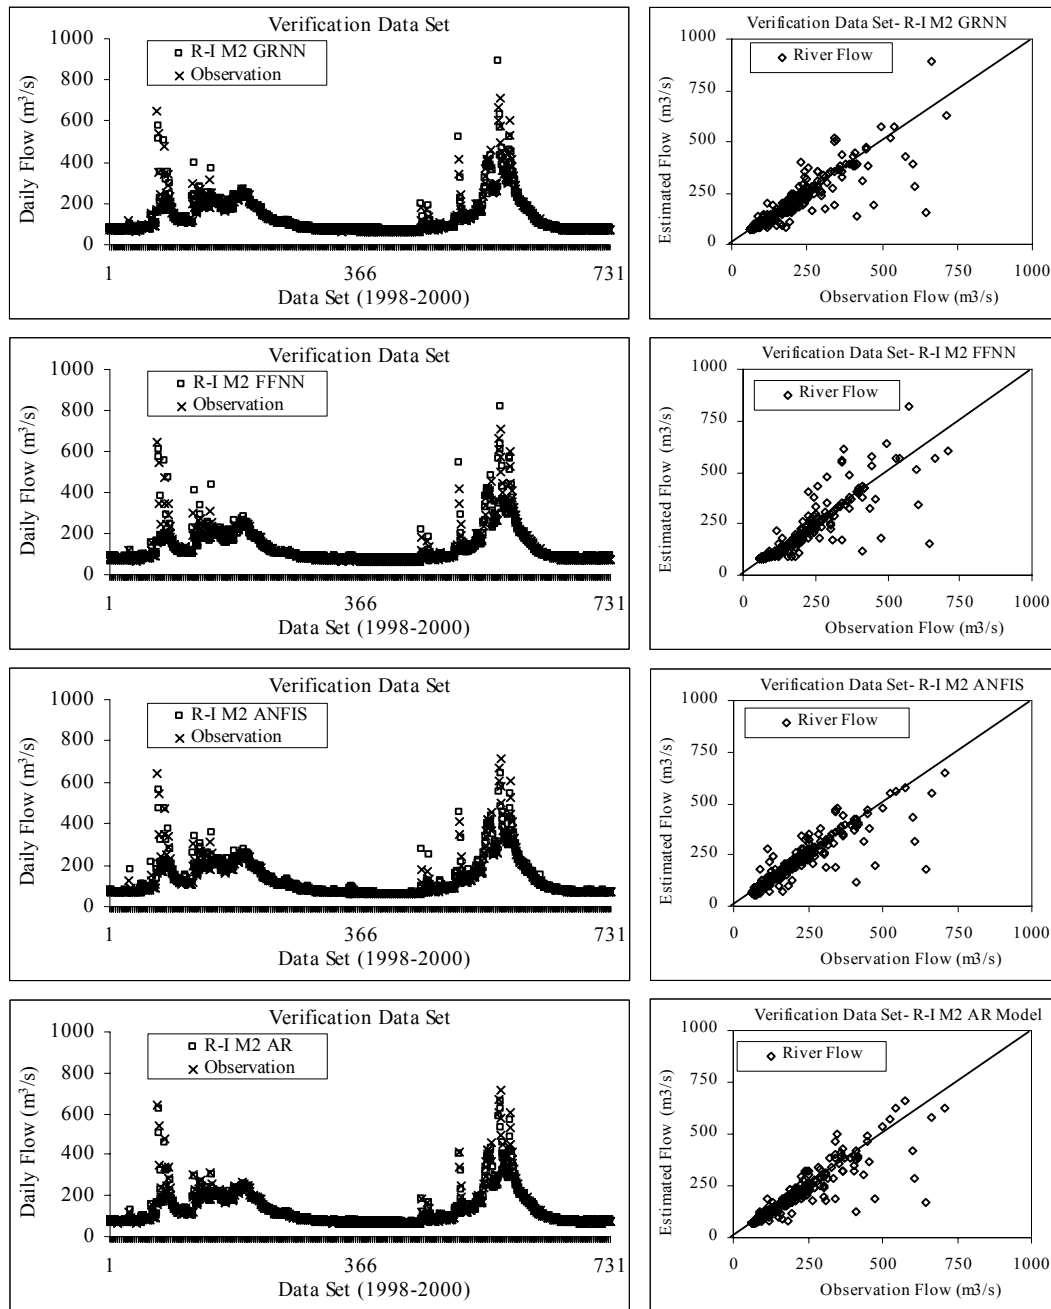 Verification Data Set
1000
800
600
400
200
0
Daily Flow (m³/s)
R-I M2 GRNN
Observation
1
366
731
Data Set (1998-2000)
Verification Data Set- R-I M2 GRNN
1000
750
500
250
0
Estimated Flow (m3/s)
River Flow
0
250
500
750
1000
Observation Flow (m3/s)
Verification Data Set
1000
800
600
400
200
0
Daily Flow (m³/s)
R-I M2 FFNN
Observation
1
366
731
Data Set (1998-2000)
Verification Data Set- R-I M2 FFNN
1000
750
500
250
0
Estimated Flow (m3/s)
River Flow
0
250
500
750
1000
Observation Flow (m3/s)
Verification Data Set
1000
800
600
400
200
0
Daily Flow (m³/s)
R-I M2 ANFIS
Observation
1
366
731
Data Set (1998-2000)
Verification Data Set- R-I M2 ANFIS
1000
750
500
250
0
Estimated Flow (m3/s)
River Flow
0
250
500
750
1000
Observation Flow (m3/s)
Verification Data Set
1000
800
600
400
200
0
Daily Flow (m³/s)
R-I M2 AR
Observation
1
366
731
Data Set (1998-2000)
Verification Data Set- R-I M2 AR Model
1000
750
500
250
0
Estimated Flow (m3/s)
River Flow
0
250
500
750
1000
Observation Flow (m3/s)